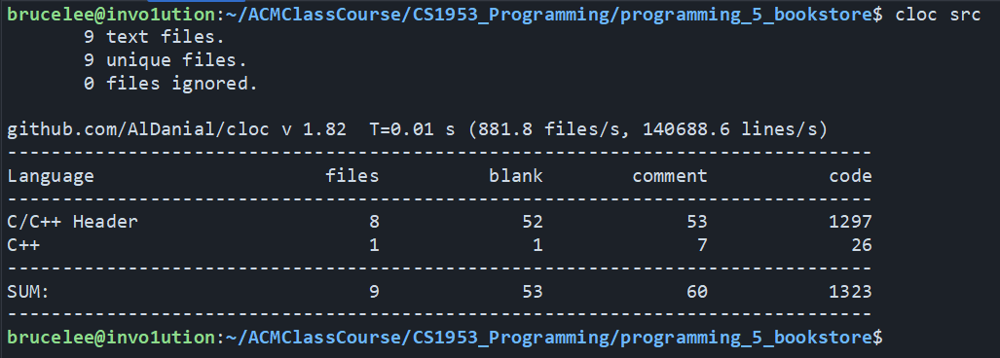 brucelee@invo1ution:~/ACMClassCourse/CS1953_Programming/programming_5_bookstore$ cloc src
       9 text files.
       9 unique files.
       0 files ignored.

github.com/AlDanial/cloc v 1.82  T=0.01 s (881.8 files/s, 140688.6 lines/s)
-------------------------------------------------------------------------------
Language                     files          blank        comment           code
-------------------------------------------------------------------------------
C/C++ Header                     8             52             53           1297
C++                              1              1              7             26
-------------------------------------------------------------------------------
SUM:                             9             53             60           1323
-------------------------------------------------------------------------------
brucelee@invo1ution:~/ACMClassCourse/CS1953_Programming/programming_5_bookstore$